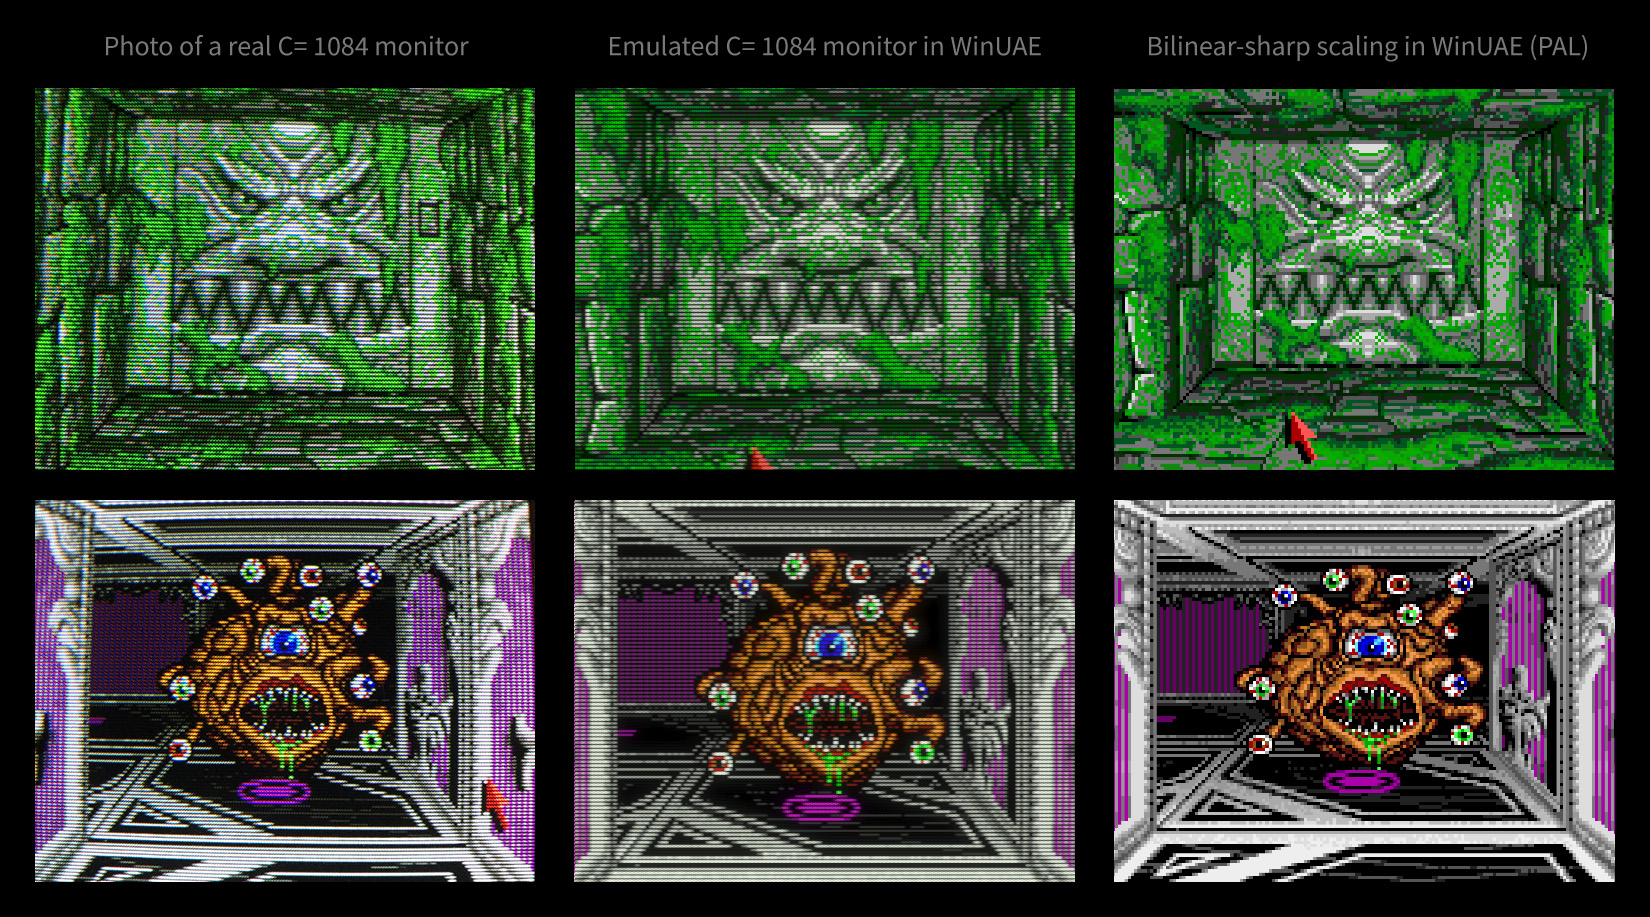 Photo of a real C= 1084 monitor
Emulated C= 1084 monitor in WinUAE
Bilinear-sharp scaling in WinUAE (PAL)